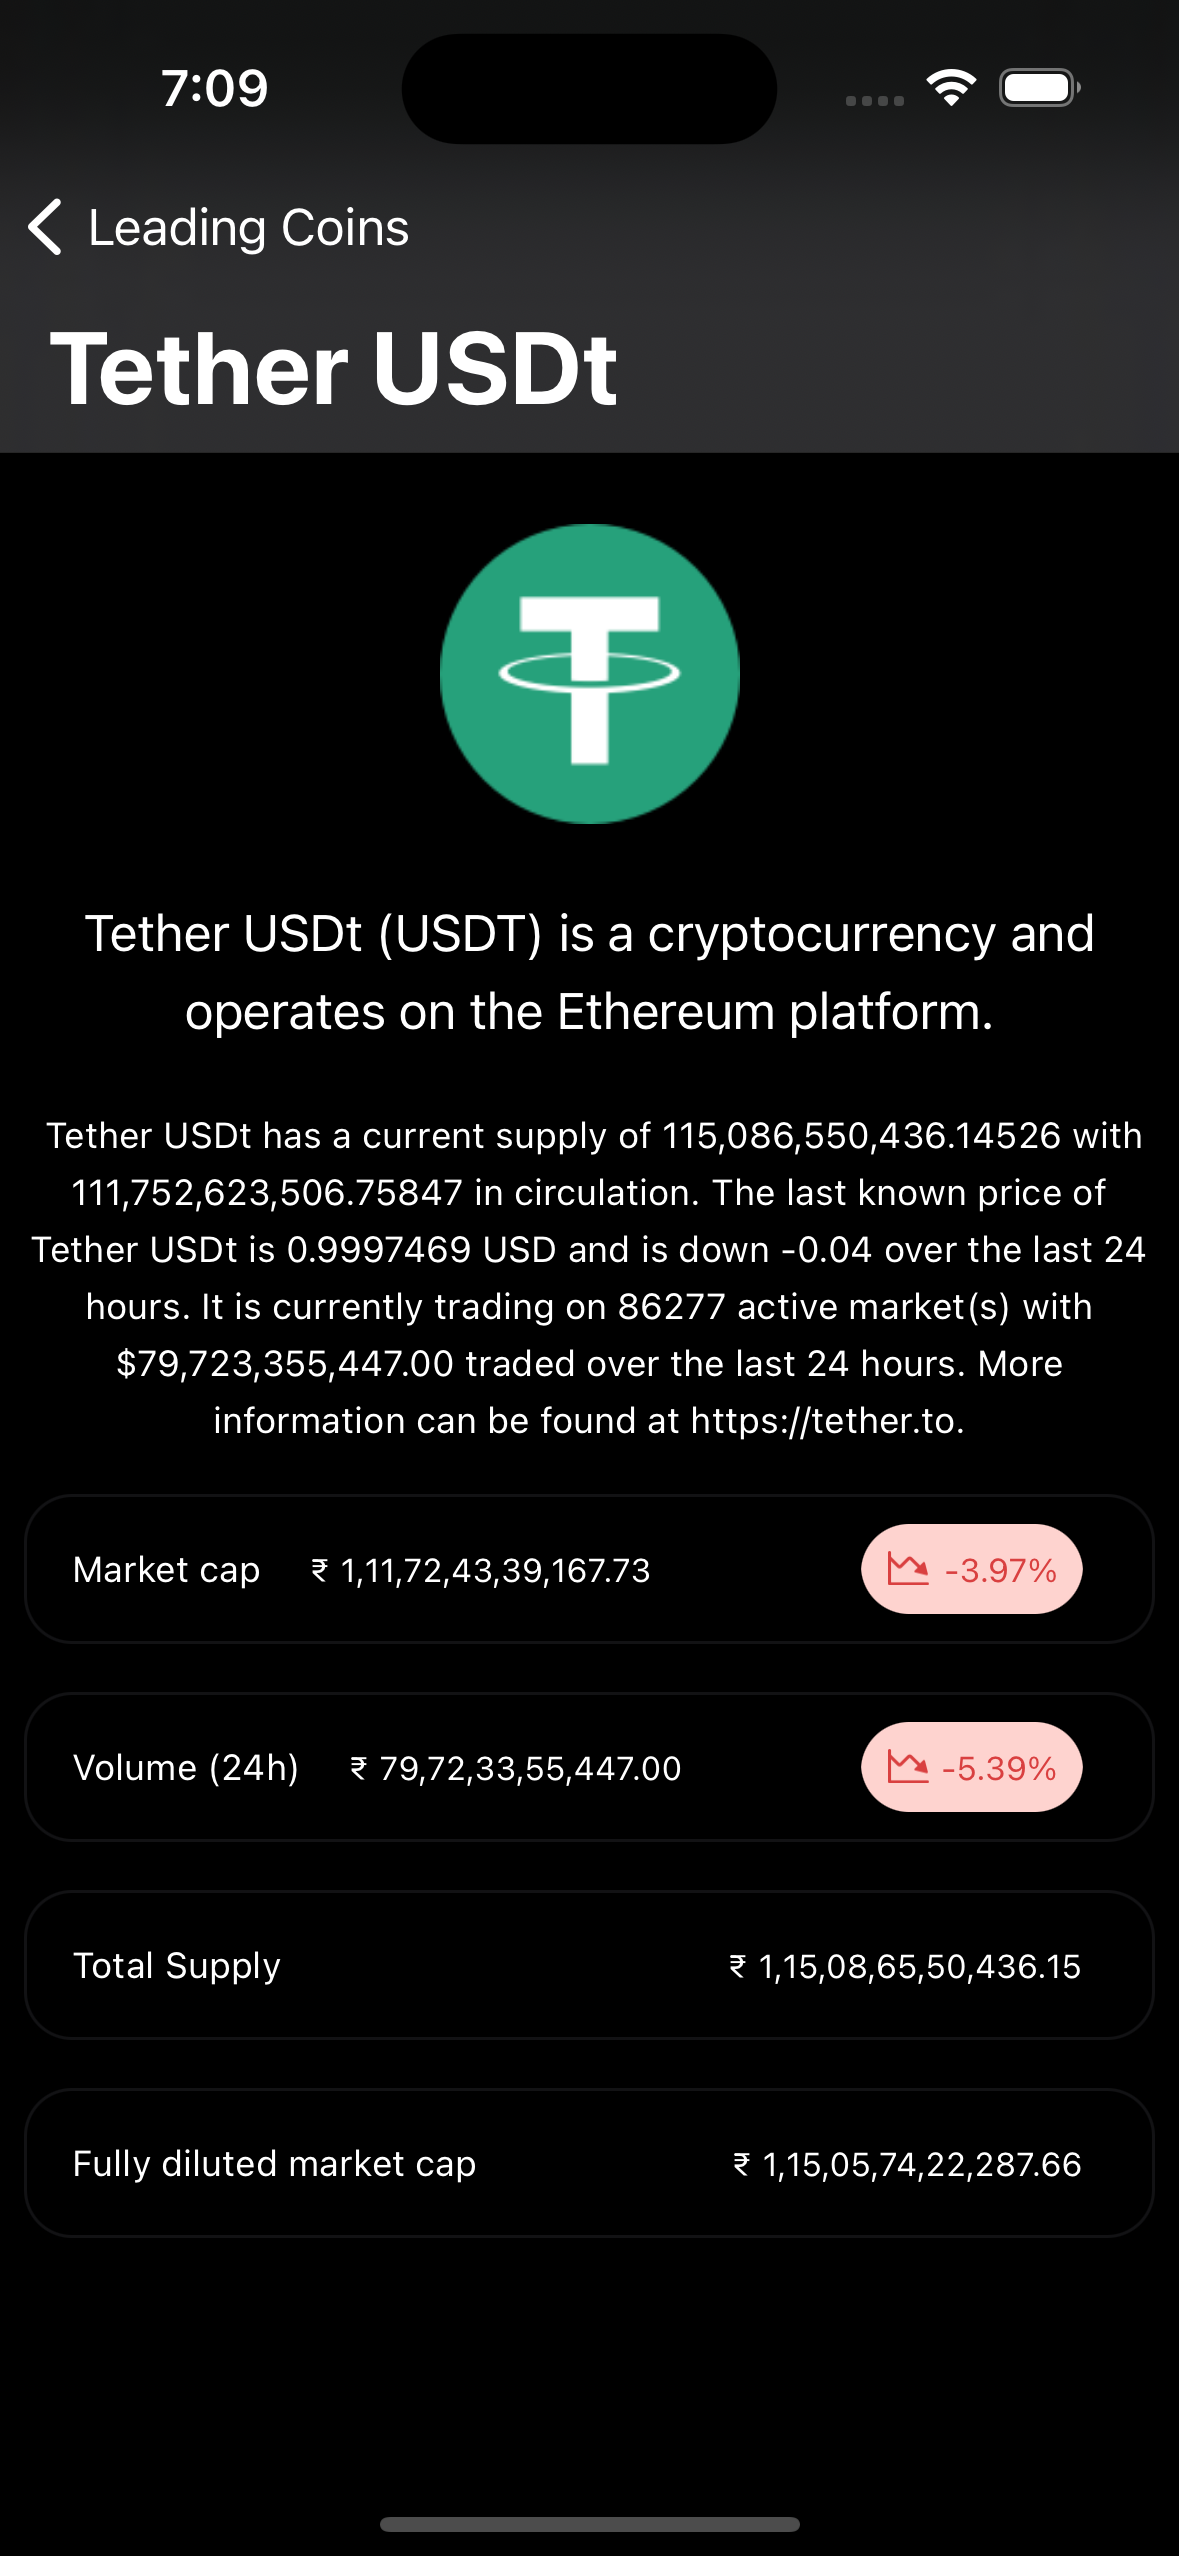 7:09
Leading Coins
Tether USDt
Tether USDt (USDT) is a cryptocurrency and
operates on the Ethereum platform.
Tether USDt has a current supply of 115,086,550,436.14526 with
111,752,623,506.75847 in circulation. The last known price of
Tether USDt is 0.9997469 USD and is down -0.04 over the last 24
hours. It is currently trading on 86277 active market(s) with
$79,723,355,447.00 traded over the last 24 hours. More
information can be found at https://tether.to.
Market cap ₹ 1,11,72,43,39,167.73 -3.97%
Volume (24h) ₹ 79,72,33,55,447.00 -5.39%
Total Supply ₹ 1,15,08,65,50,436.15
Fully diluted market cap ₹ 1,15,05,74,22,287.66